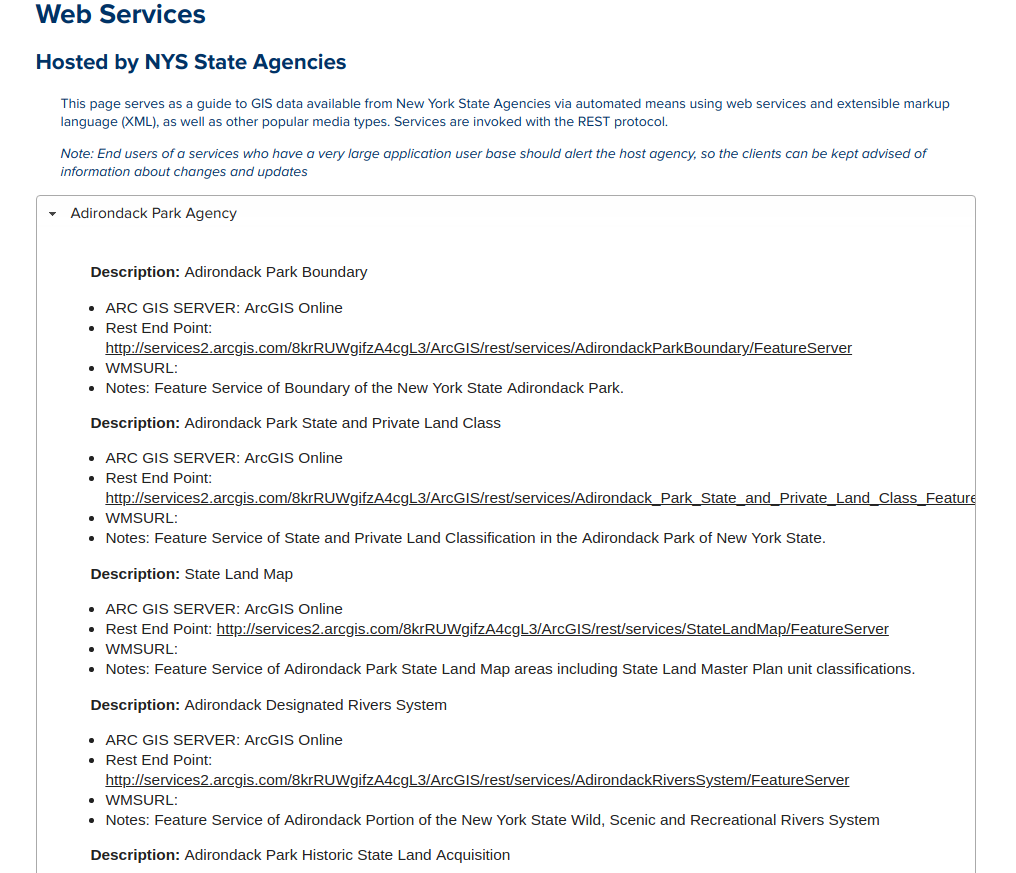 Web Services
Hosted by NYS State Agencies
This page serves as a guide to GIS data available from New York State Agencies via automated means using web services and extensible markup
language (XML), as well as other popular media types. Services are invoked with the REST protocol.
Note: End users of a services who have a very large application user base should alert the host agency, so the clients can be kept advised of
information about changes and updates
Adirondack Park Agency
Description: Adirondack Park Boundary
ARC GIS SERVER: ArcGIS Online
Rest End Point:
http://services2.arcgis.com/8krRUWgifzA4cgL3/ArcGIS/rest/services/AdirondackParkBoundary/FeatureServer
WMSURL:
Notes: Feature Service of Boundary of the New York State Adirondack Park.
Description: Adirondack Park State and Private Land Class
ARC GIS SERVER: ArcGIS Online
Rest End Point:
http://services2.arcgis.com/8krRUWgifzA4cgL3/ArcGIS/rest/services/Adirondack_Park_State_and_Private_Land_Class_Feature
WMSURL:
Notes: Feature Service of State and Private Land Classification in the Adirondack Park of New York State.
Description: State Land Map
ARC GIS SERVER: ArcGIS Online
Rest End Point: http://services2.arcgis.com/8krRUWgifzA4cgL3/ArcGIS/rest/services/StateLandMap/FeatureServer
WMSURL:
Notes: Feature Service of Adirondack Park State Land Map areas including State Land Master Plan unit classifications.
Description: Adirondack Designated Rivers System
ARC GIS SERVER: ArcGIS Online
Rest End Point:
http://services2.arcgis.com/8krRUWgifzA4cgL3/ArcGIS/rest/services/AdirondackRiversSystem/FeatureServer
WMSURL:
Notes: Feature Service of Adirondack Portion of the New York State Wild, Scenic and Recreational Rivers System
Description: Adirondack Park Historic State Land Acquisition